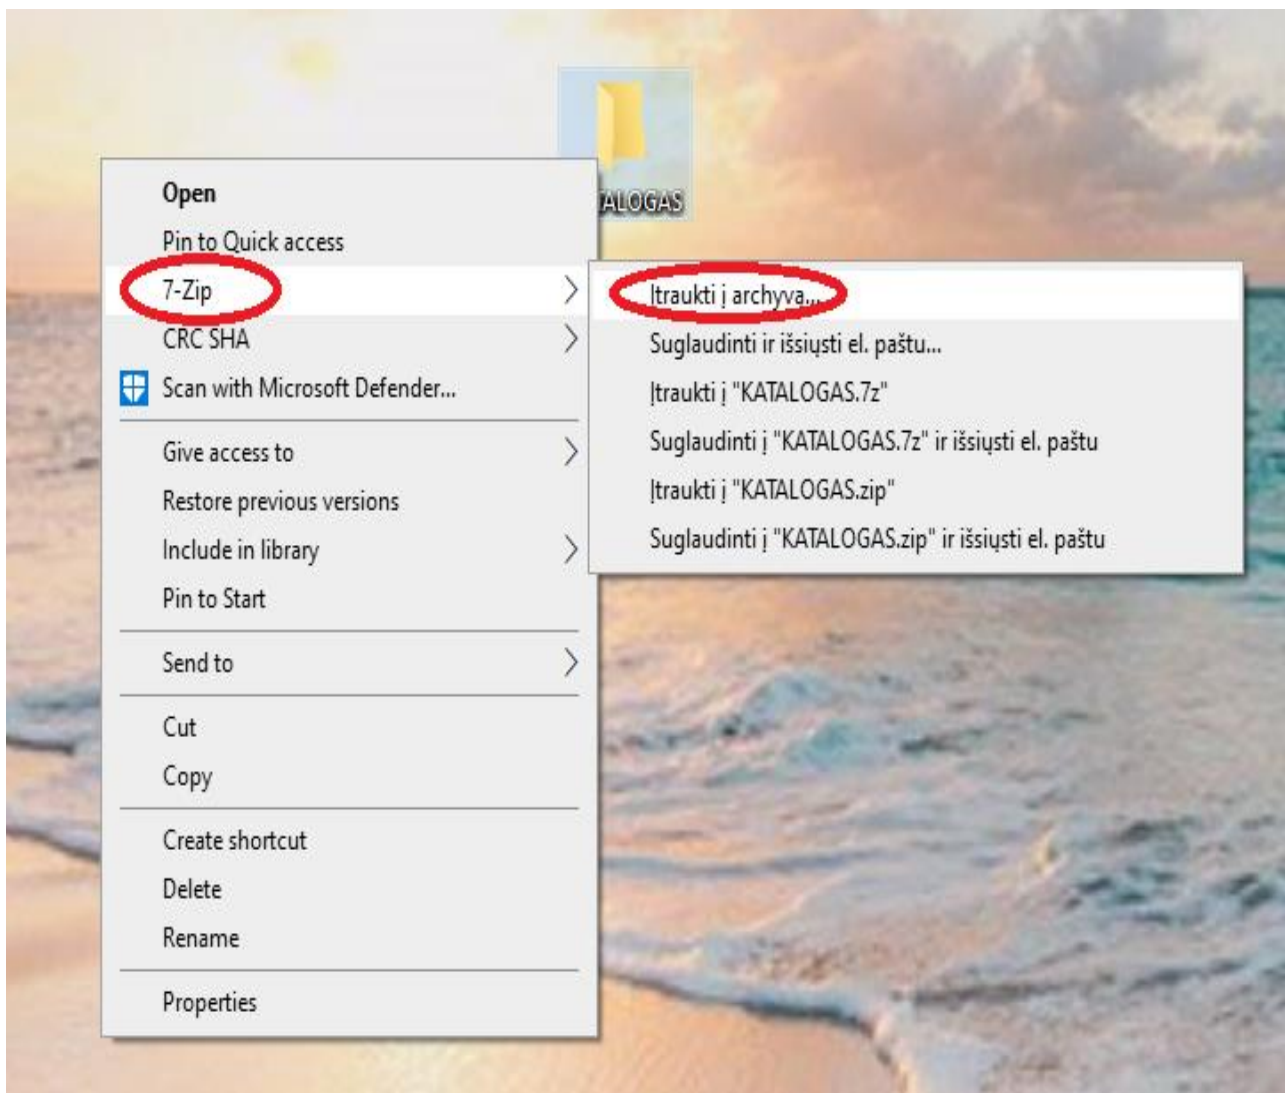 ALOGAS
Open
Pin to Quick access
7-Zip
CRC SHA
Scan with Microsoft Defender...
Give access to
Restore previous versions
Include in library
Pin to Start
Send to
Cut
Copy
Create shortcut
Delete
Rename
Properties
Įtraukti į archyvą...
Suglaudinti ir išsiųsti el. paštu...
Įtraukti į "KATALOGAS.7z"
Suglaudinti į "KATALOGAS.7z" ir išsiųsti el. paštu
Įtraukti į "KATALOGAS.zip"
Suglaudinti į "KATALOGAS.zip" ir išsiųsti el. paštu